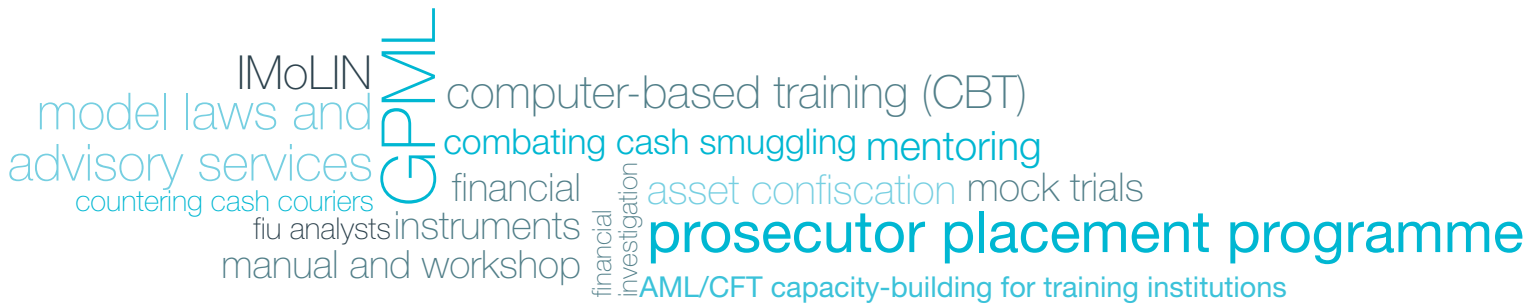 IMoLIN
model laws and
advisory services
countering cash couriers
GPML
computer-based training (CBT)
combating cash smuggling
mentoring
fiu analysts
financial
instruments
manual and workshop
financial
investigation
asset confiscation
mock trials
prosecutor placement programme
AML/CFT capacity-building for training institutions